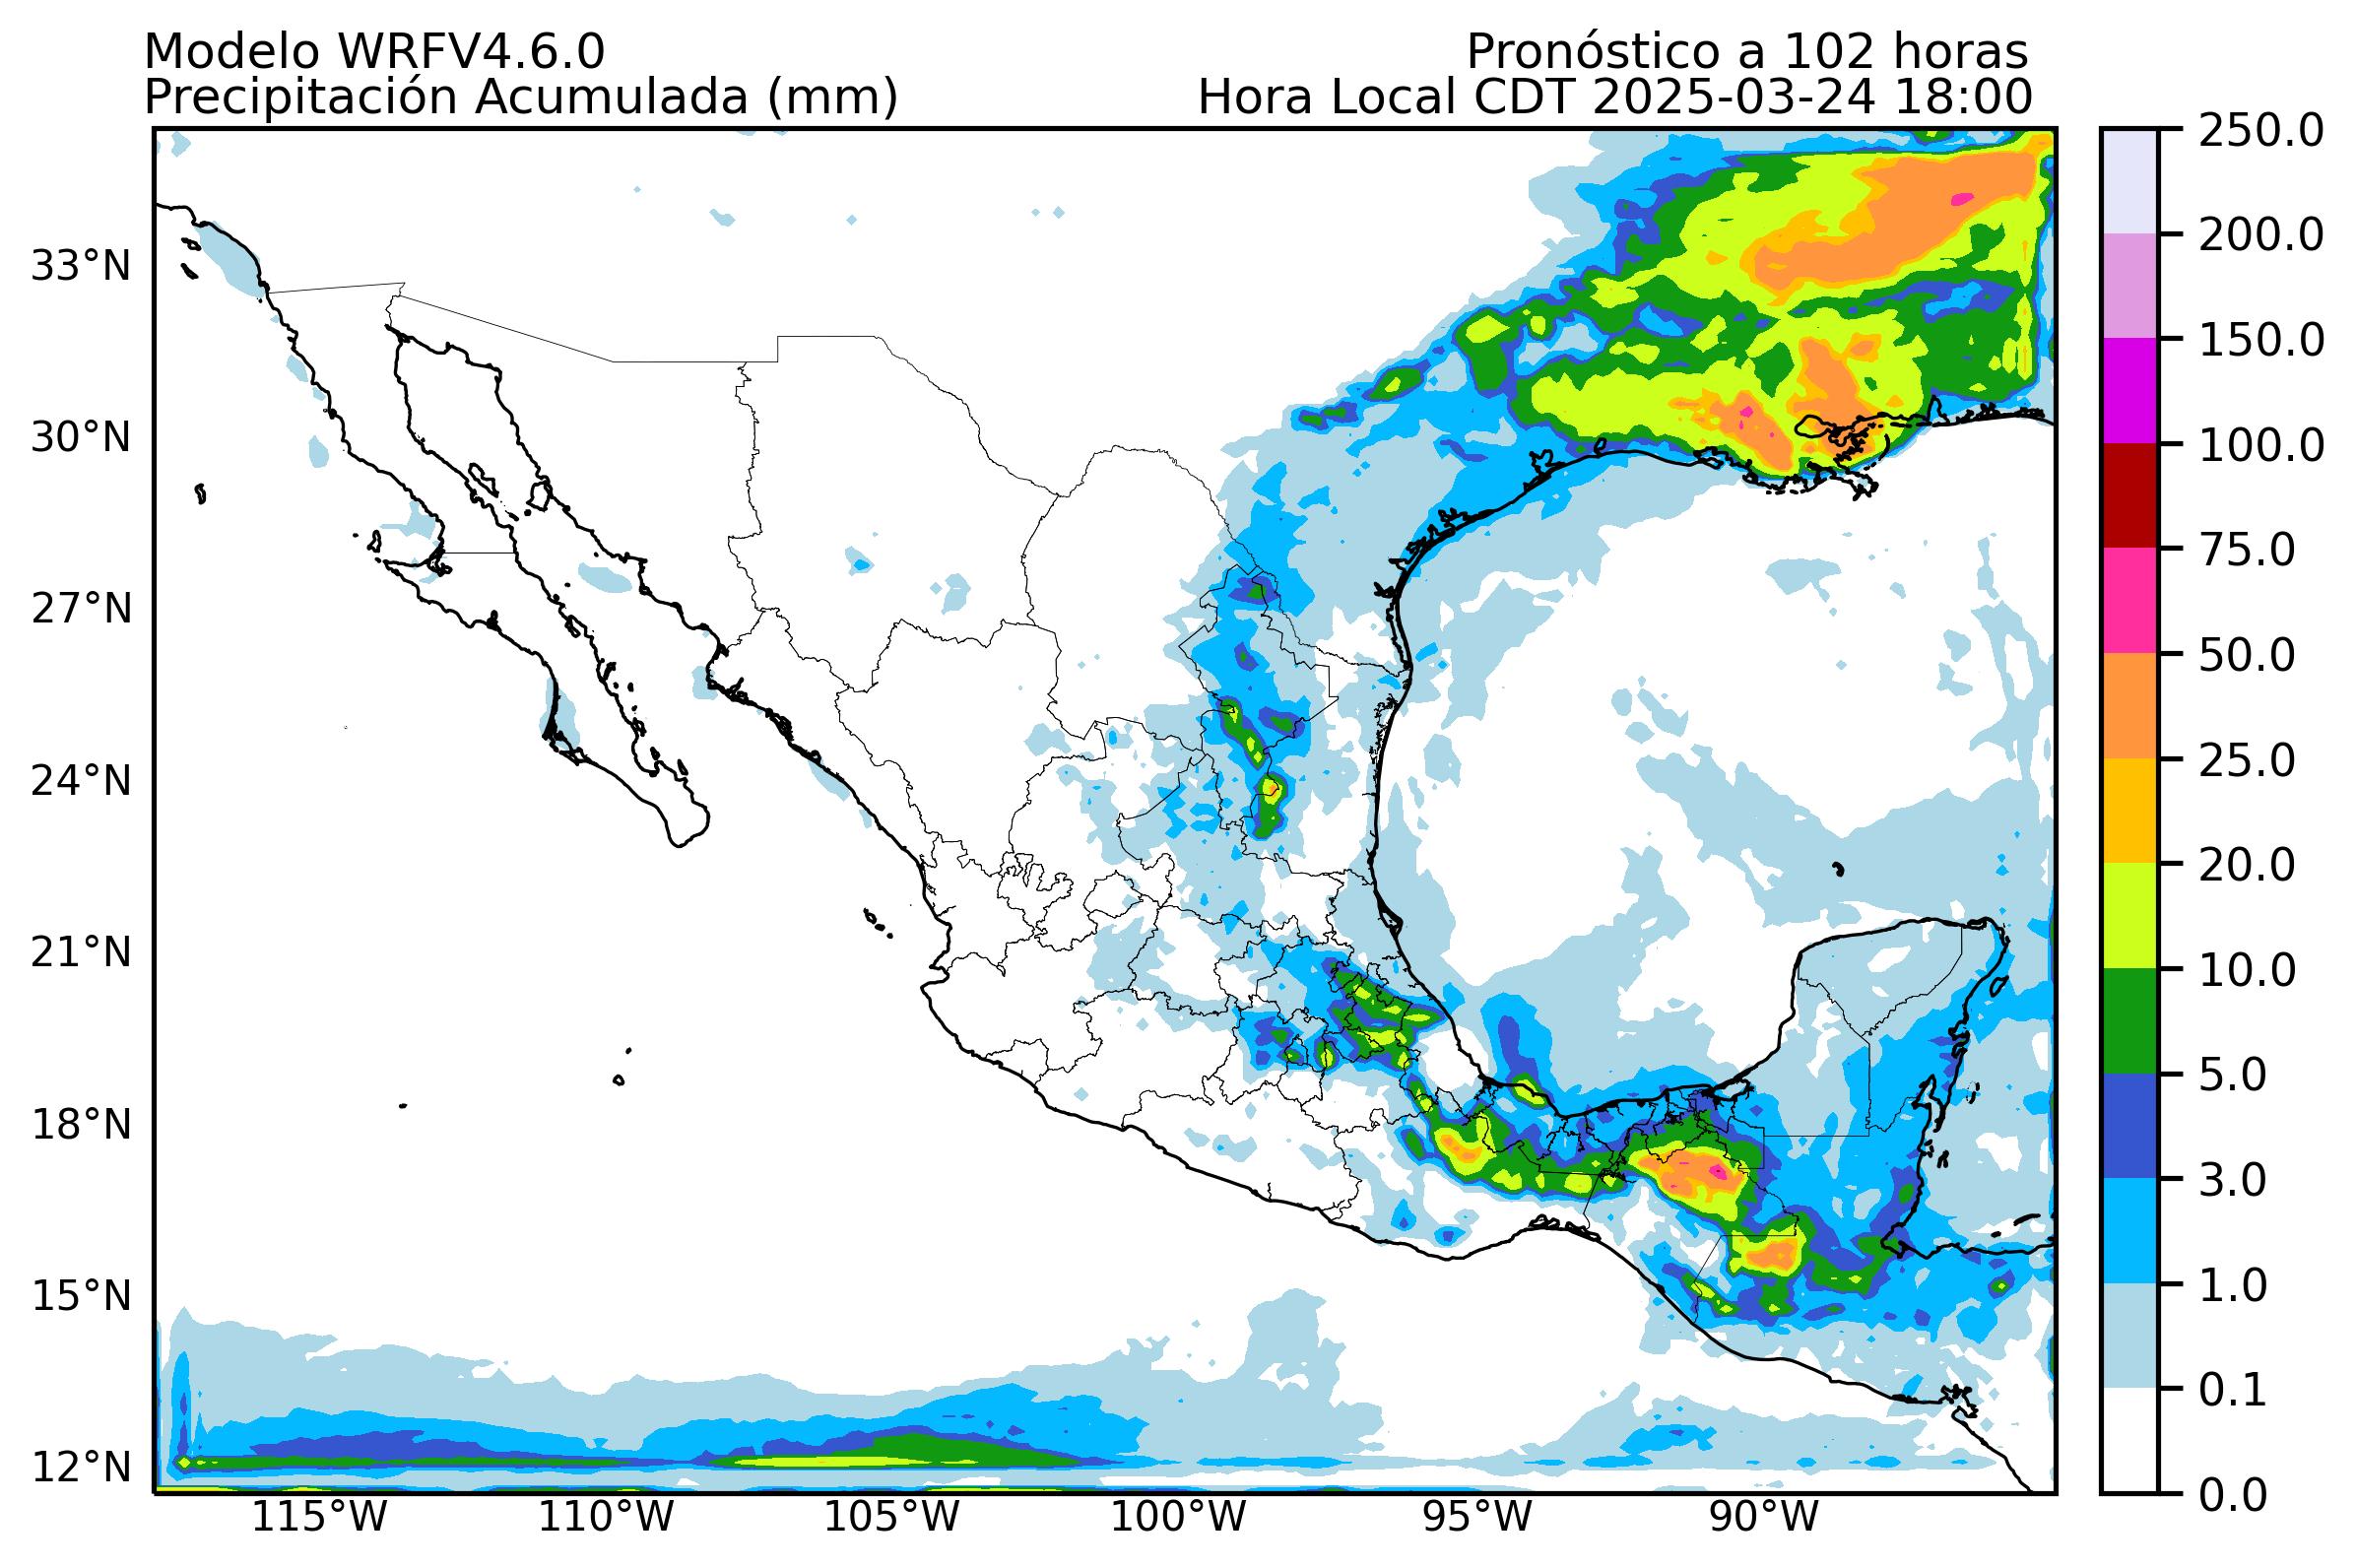 Modelo WRFV4.6.0
Pronóstico a 102 horas
Precipitación Acumulada (mm)
Hora Local CDT 2025-03-24 18:00
33°N
30°N
27°N
24°N
21°N
18°N
15°N
12°N
115°W
110°W
105°W
100°W
95°W
90°W
250.0
200.0
150.0
100.0
75.0
50.0
25.0
20.0
10.0
5.0
3.0
1.0
0.1
0.0